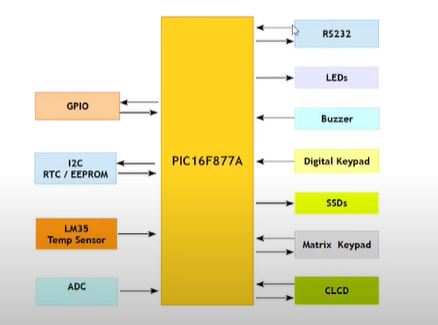 RS232
LEDs
GPIO
Buzzer
I2C
RTC / EEPROM
PIC16F877A
Digital Keypad
SSDs
LM35
Temp Sensor
Matrix Keypad
ADC
CLCD